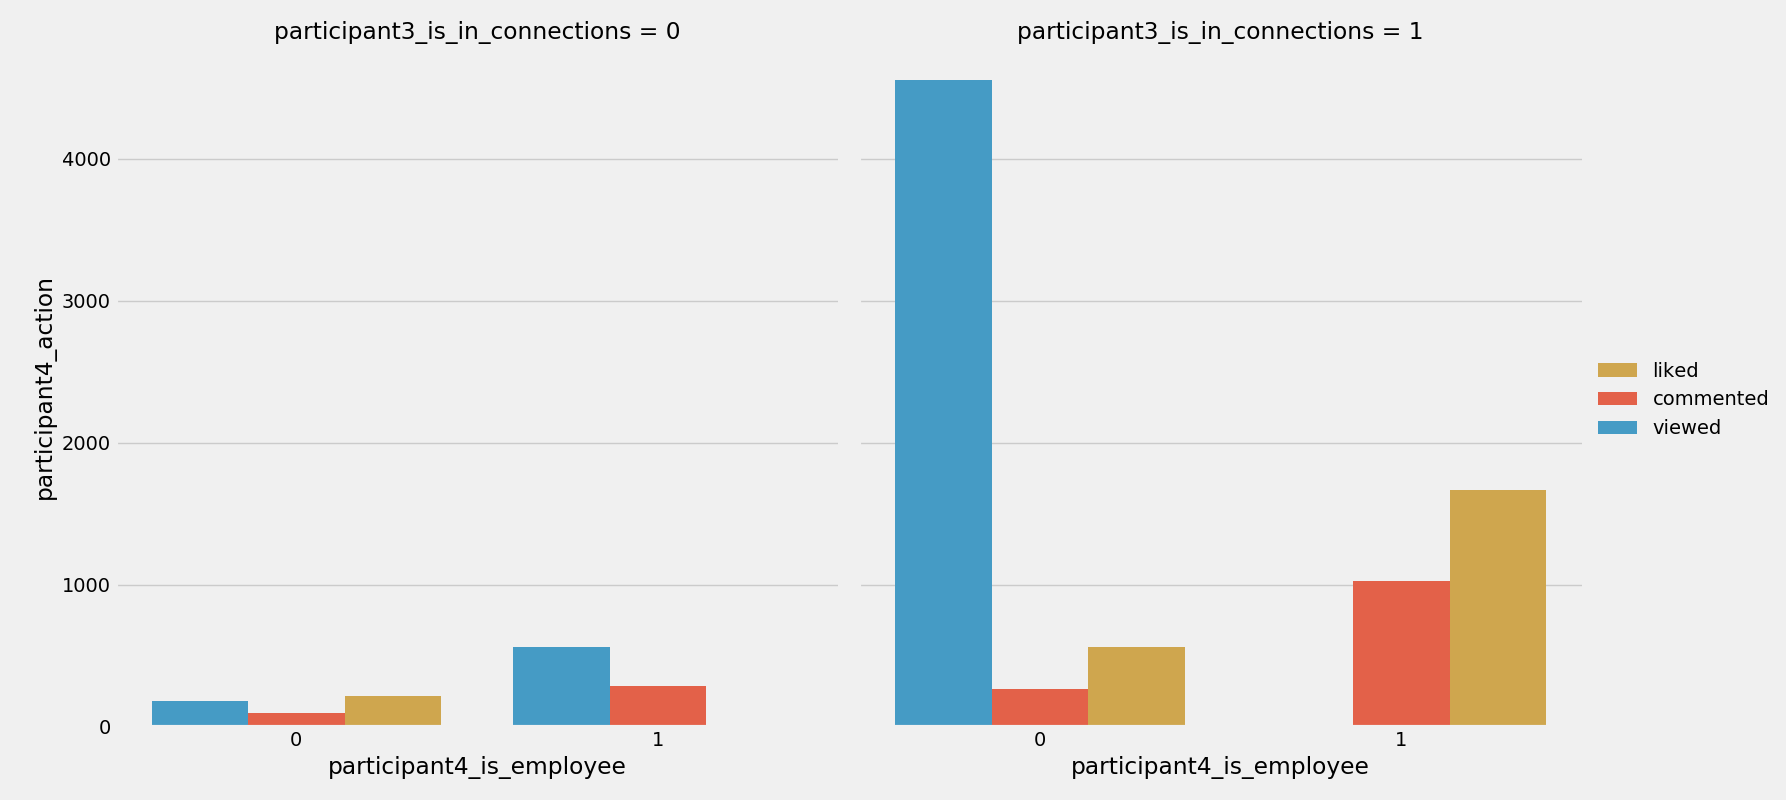 participant3_is_in_connections = 0
participant3_is_in_connections = 1
participant4_action
4000
3000
2000
1000
0
0
1
0
1
participant4_is_employee
participant4_is_employee
liked
commented
viewed